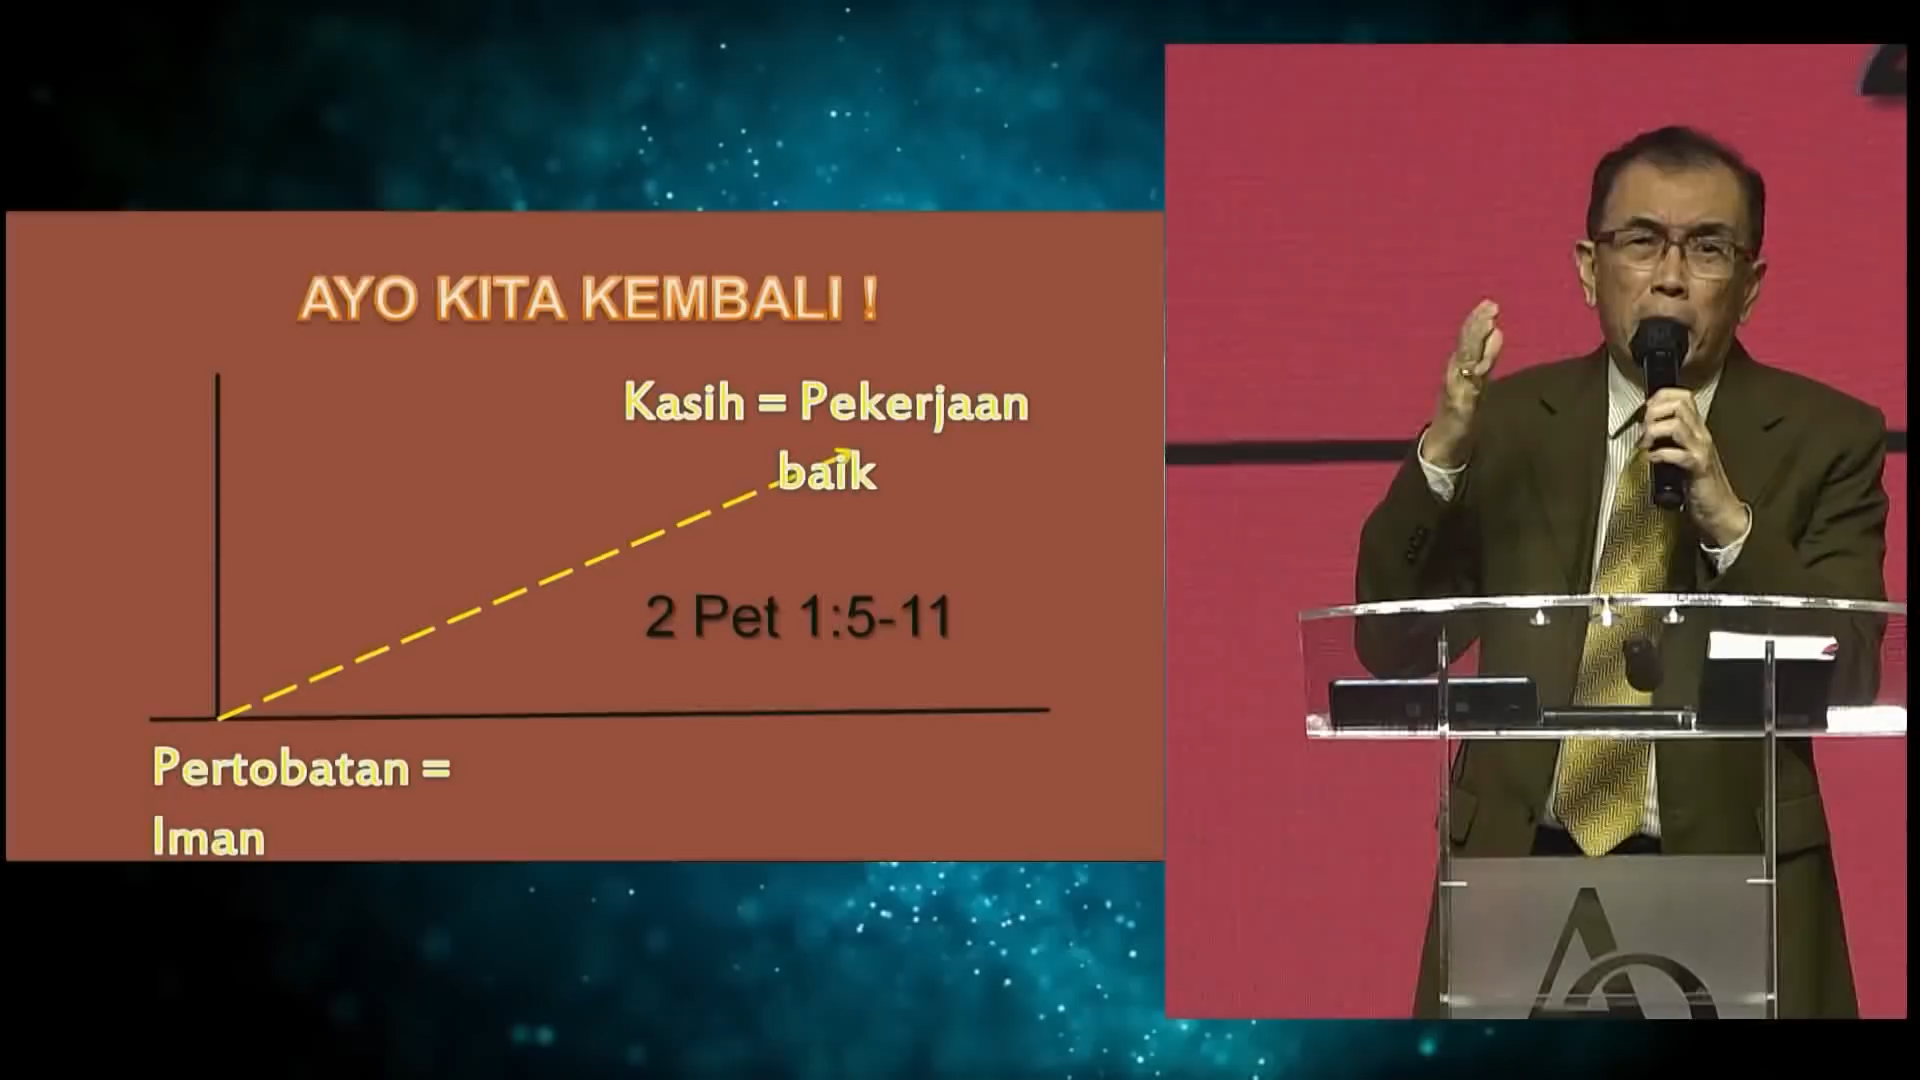 AYO KITA KEMBALI !
Kasih = Pekerjaan
baik
2 Pet 1:5-11
Pertobatan =
Iman